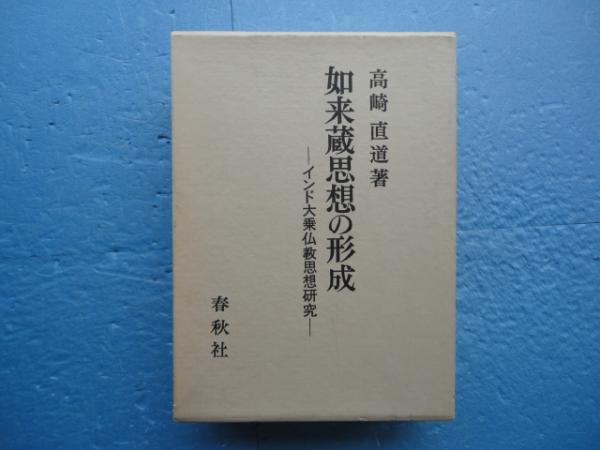 高崎直道著
如来蔵思想の形成
―インド大乗仏教思想研究―
春秋社